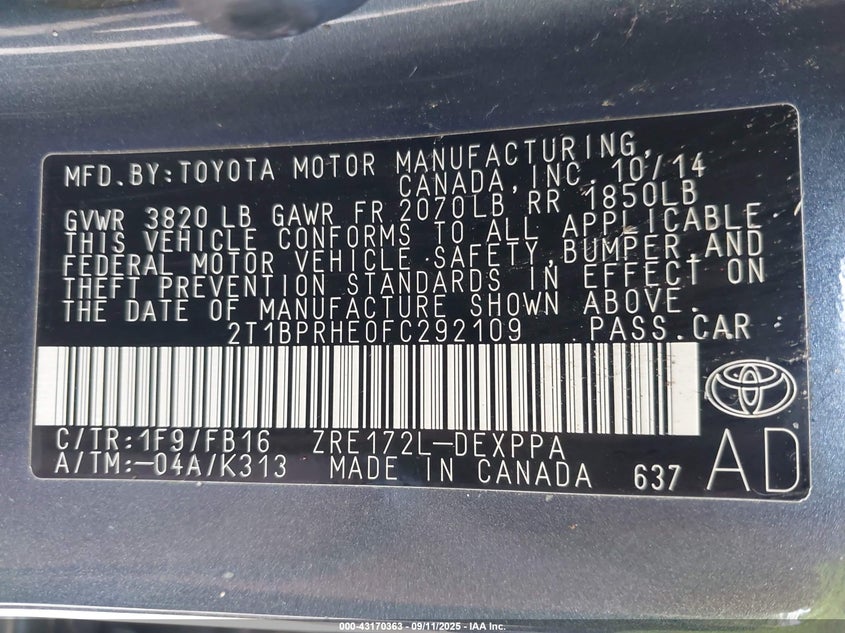 MFD.BY:TOYOTA MOTOR MANUFACTURING,
CANADA,INC. 10/14
GVWR 3820 LB GAWR FR 2070LB RR 1850LB
THIS VEHICLE CONFORMS TO ALL APPLICABLE
FEDERAL MOTOR VEHICLE SAFETY,BUMPER,AND
THEFT PREVENTION STANDARDS IN EFFECT ON
THE DATE OF MANUFACTURE SHOWN ABOVE.
2T1BPRHE0FC292109 PASS.CAR
C/TR:1F9/FB16 ZRE172L-DEXPPA
A/TM:-04A/K313 MADE IN CANADA 637 AD
000-43170363 - 09/11/2025 - IAA Inc.